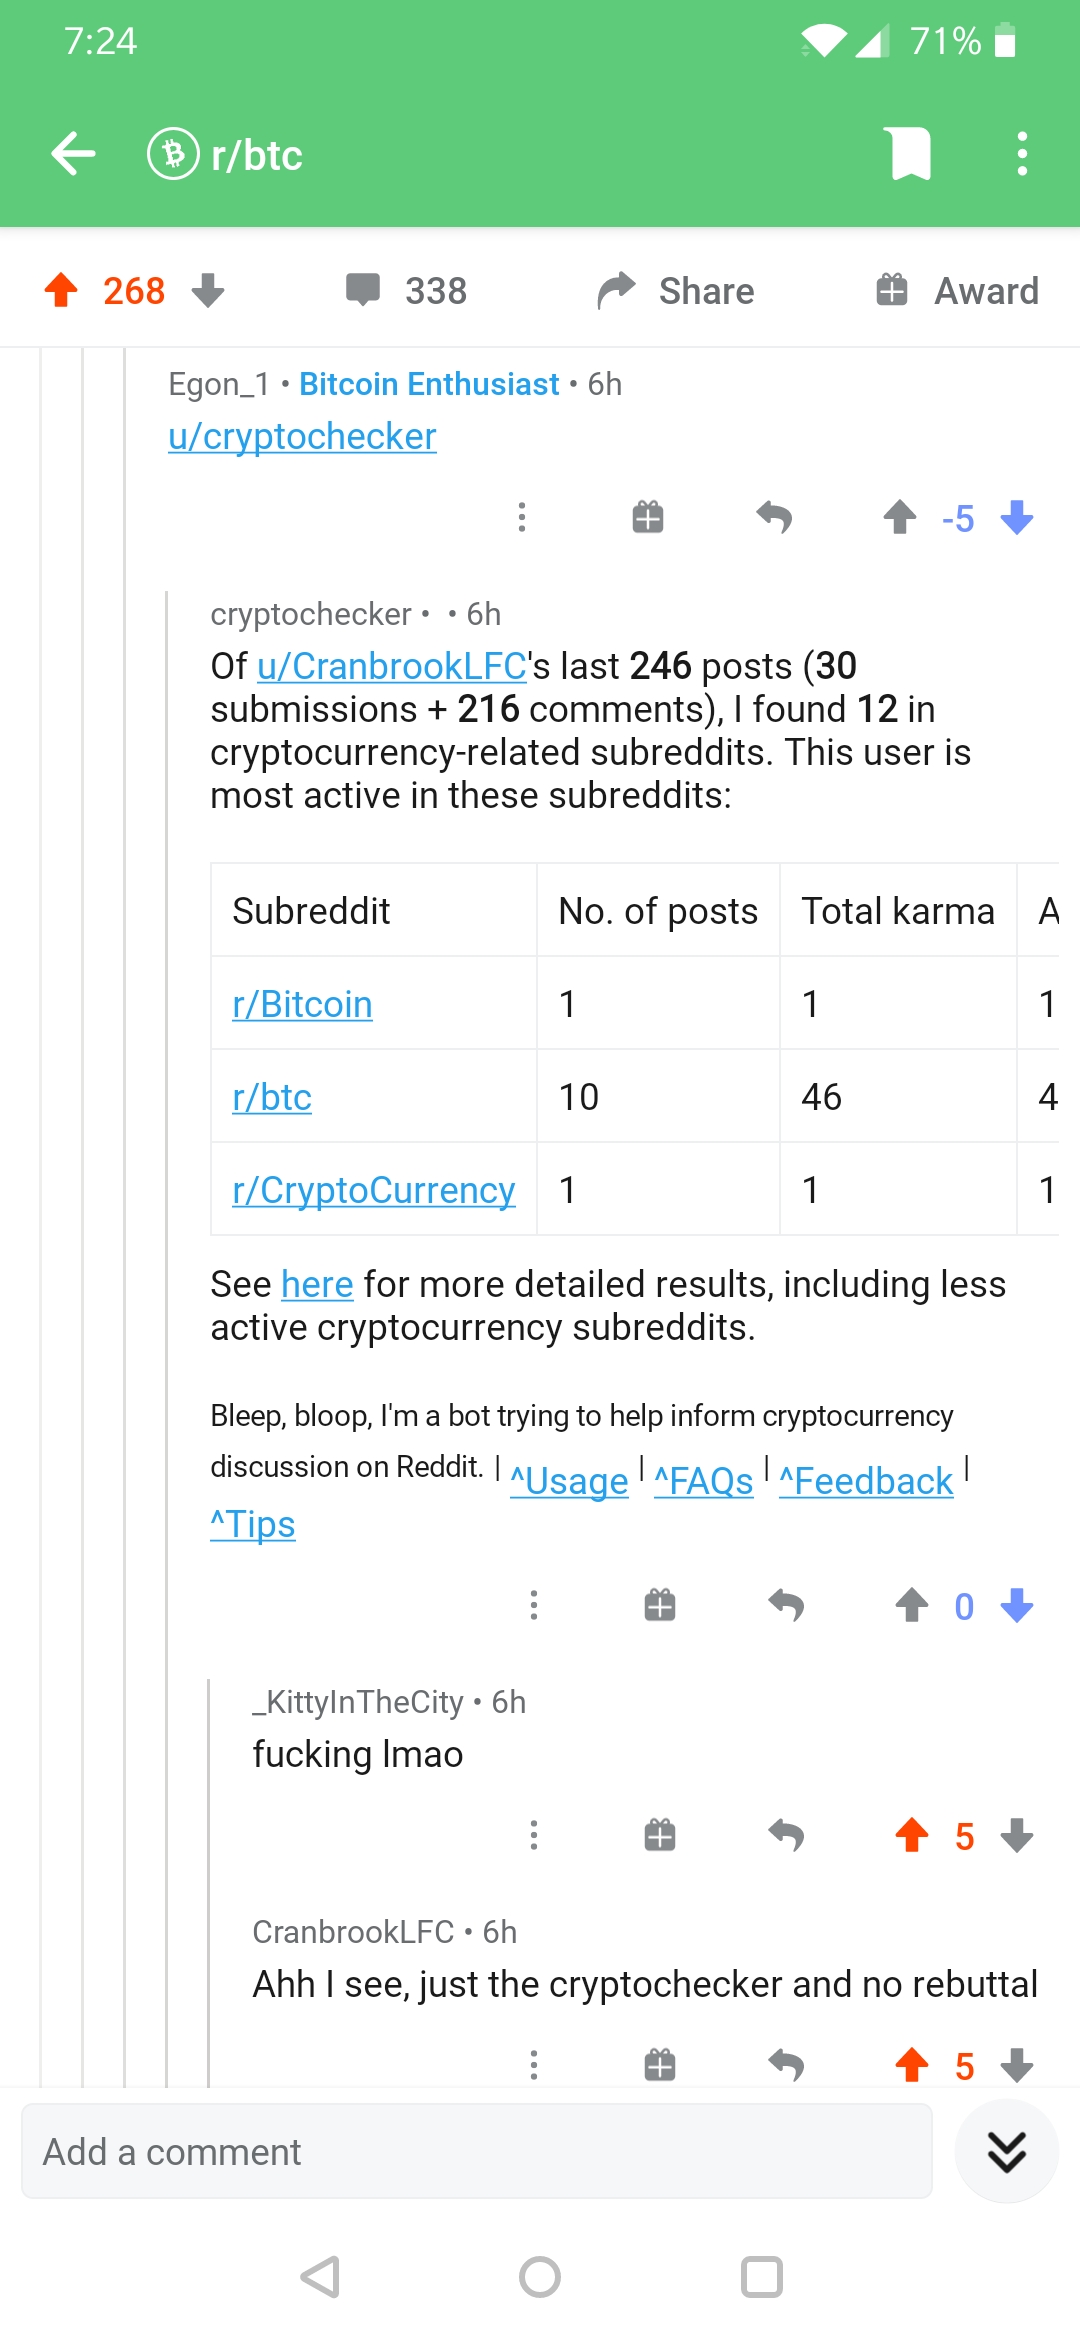 7:24
71%
r/btc
268
338
Share
Award
Egon_1 • Bitcoin Enthusiast • 6h
u/cryptochecker
-5
cryptochecker • • 6h
Of u/CranbrookLFC's last 246 posts (30
submissions + 216 comments), I found 12 in
cryptocurrency-related subreddits. This user is
most active in these subreddits:
Subreddit No. of posts Total karma A
r/Bitcoin 1 1 1
r/btc 10 46 4
r/CryptoCurrency 1 1 1
See here for more detailed results, including less
active cryptocurrency subreddits.
Bleep, bloop, I'm a bot trying to help inform cryptocurrency
discussion on Reddit. | ^Usage | ^FAQs | ^Feedback |
^Tips
0
_KittyInTheCity • 6h
fucking lmao
5
CranbrookLFC • 6h
Ahh I see, just the cryptochecker and no rebuttal
5
Add a comment